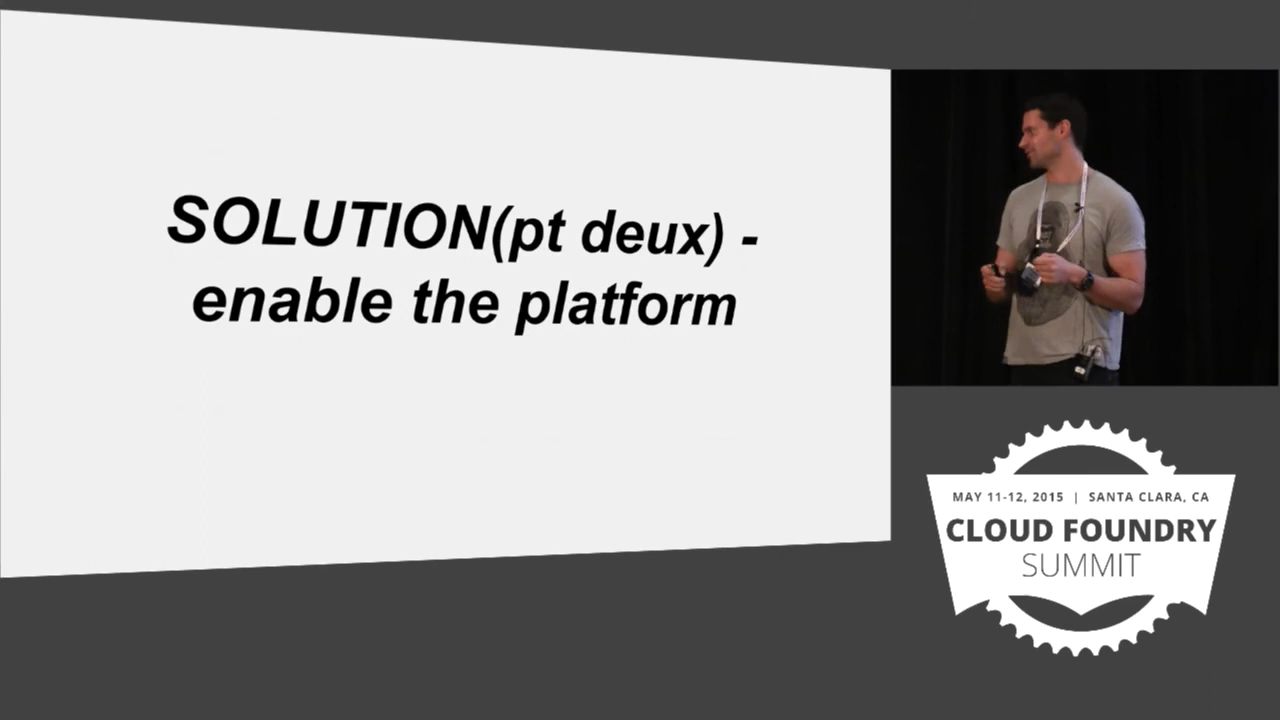 SOLUTION(pt deux) -
enable the platform
MAY 11-12, 2015 | SANTA CLARA, CA
CLOUD FOUNDRY
SUMMIT